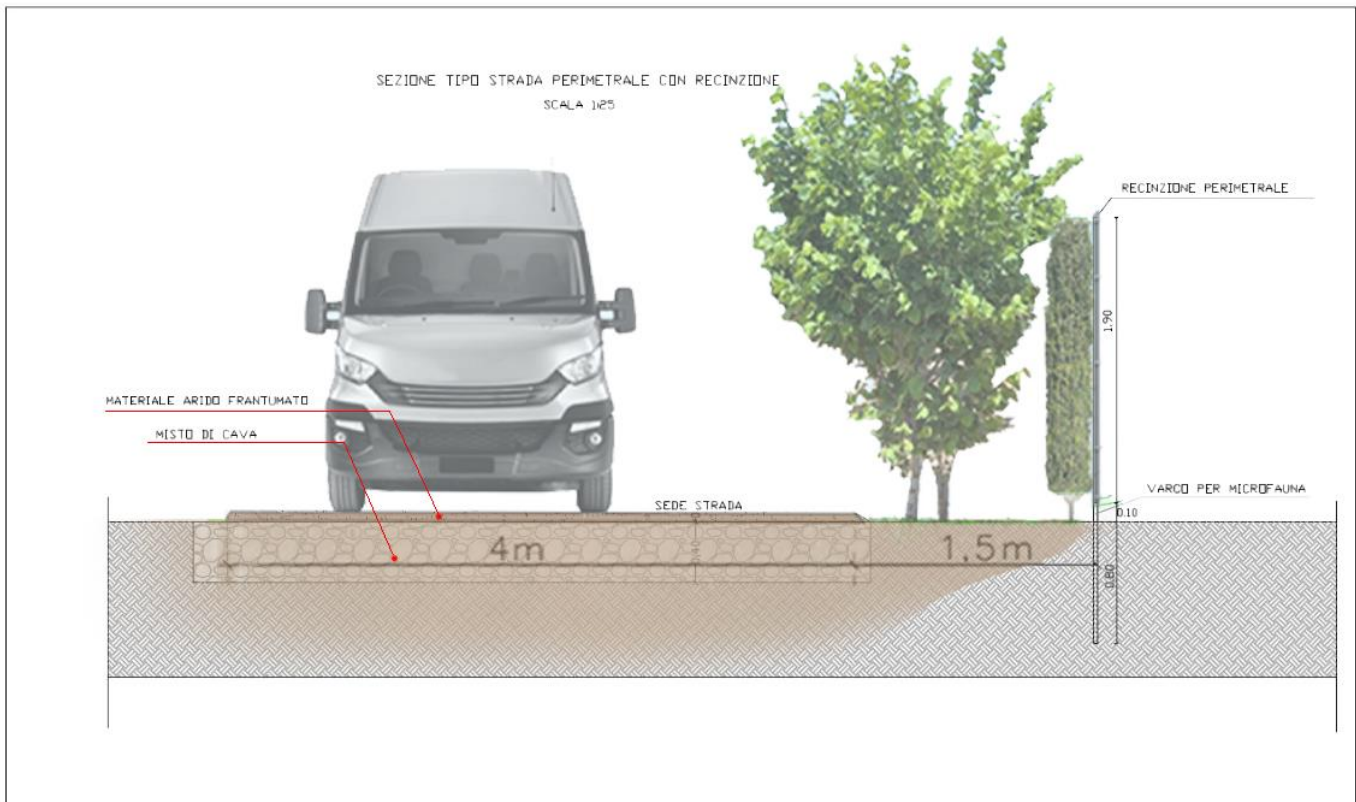 SEZIONE TIPO STRADA PERIMETRALE CON RECINZIONE
SCALA 1:25
RECINZIONE PERIMETRALE
1.90
MATERIALE ARIDO FRANTUMATO
MISTO DI CAVA
VARCO PER MICROFAUNA
SEDE STRADA
0.10
4m
1.5m
0.80